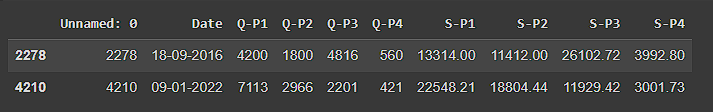 Unnamed: 0 Date Q-P1 Q-P2 Q-P3 Q-P4 S-P1 S-P2 S-P3 S-P4
2278 2278 18-09-2016 4200 1800 4816 560 13314.00 11412.00 26102.72 3992.80
4210 4210 09-01-2022 7113 2966 2201 421 22548.21 18804.44 11929.42 3001.73